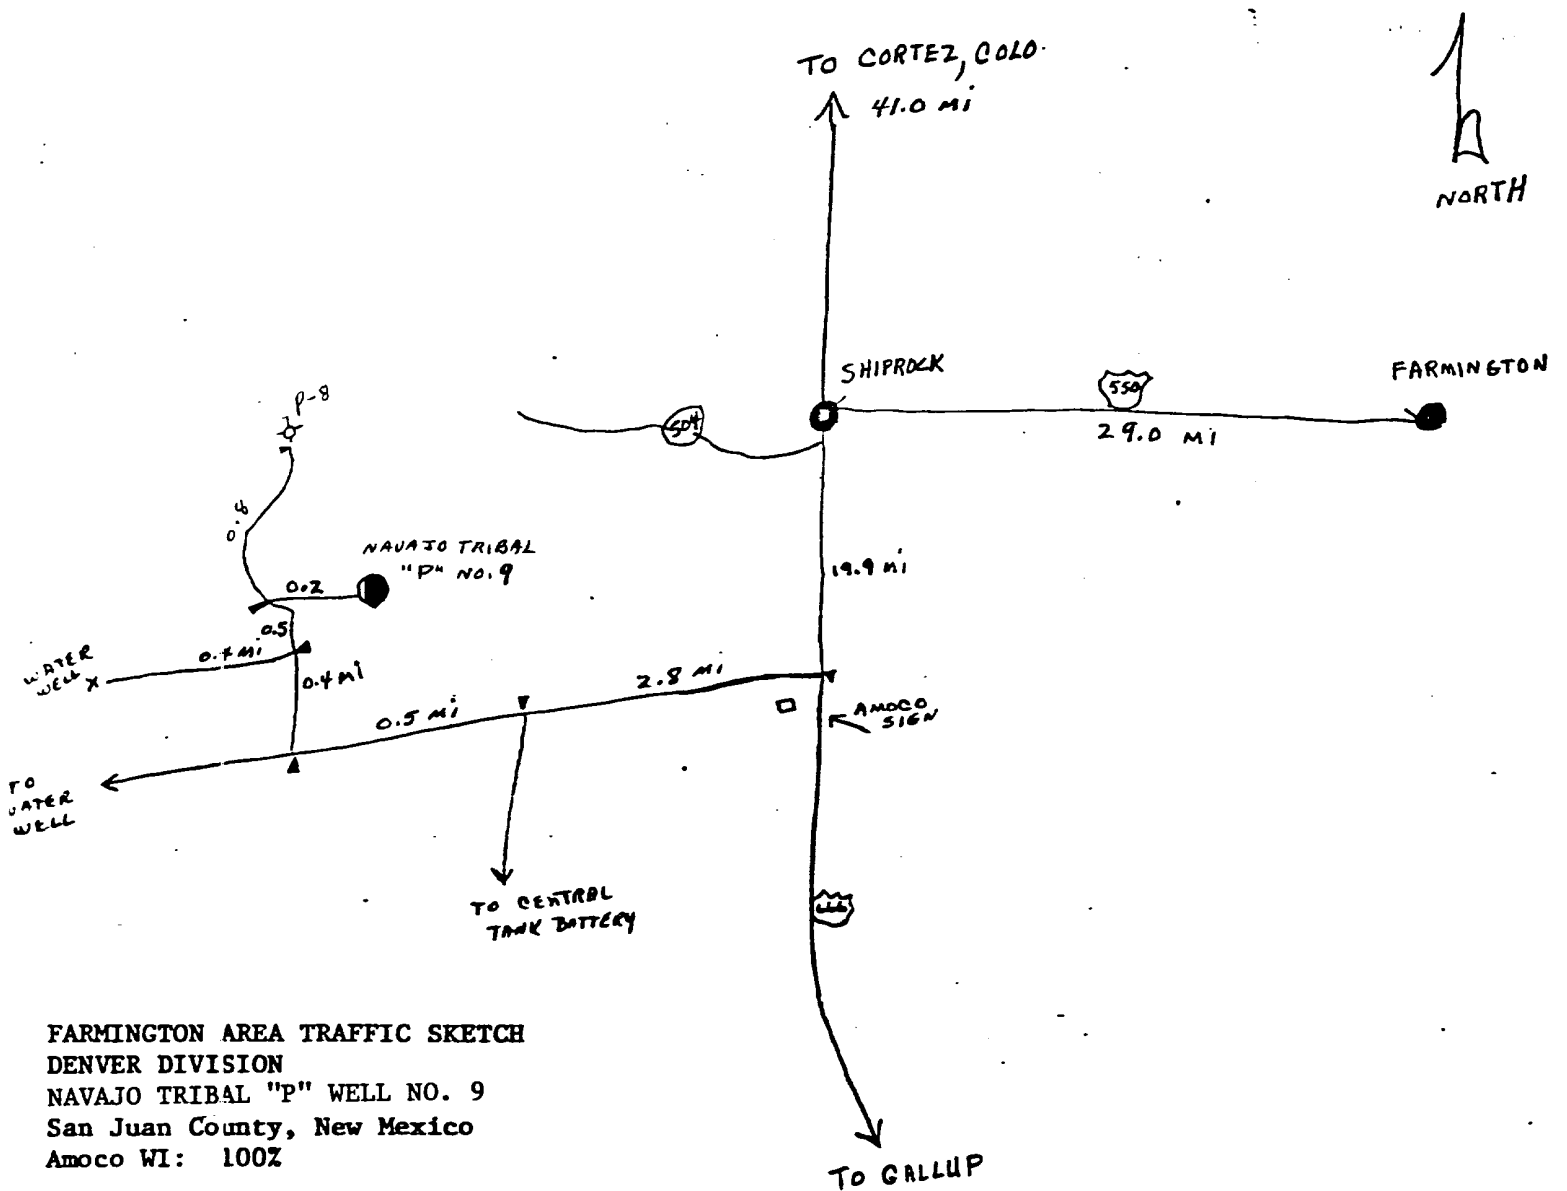 TO CORTEZ, COLO.
41.0 mi
NORTH
SHIPROCK
550
FARMINGTON
29.0 MI
504
P-8
NAVAJO TRIBAL
"P" NO. 9
0.2
0.5
19.9 mi
WATER
WELL X
0.4 mi
0.4 mi
2.8 mi
0.5 mi
AMOCO
SIGN
TO
WATER
WELL
666
TO CENTRAL
TANK BATTERY
FARMINGTON AREA TRAFFIC SKETCH
DENVER DIVISION
NAVAJO TRIBAL "P" WELL NO. 9
San Juan County, New Mexico
Amoco WI: 100%
TO GALLUP